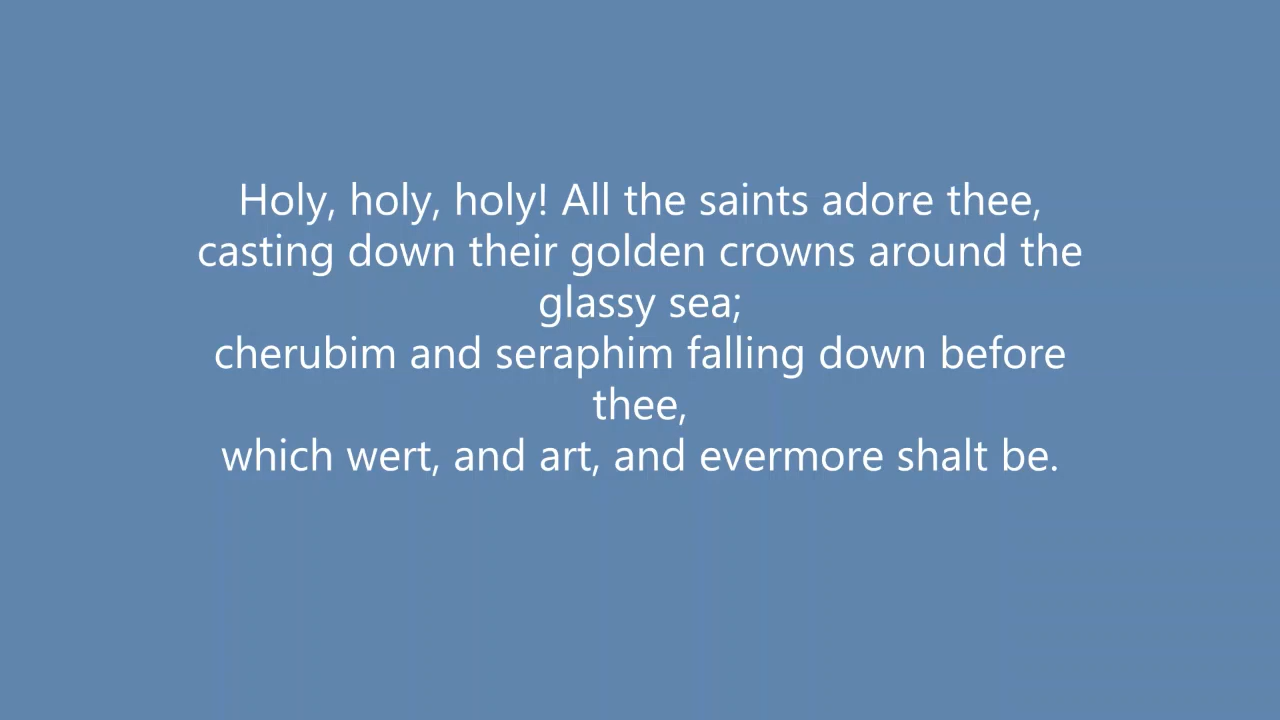 Holy, holy, holy! All the saints adore thee,
casting down their golden crowns around the
glassy sea;
cherubim and seraphim falling down before
thee,
which wert, and art, and evermore shalt be.